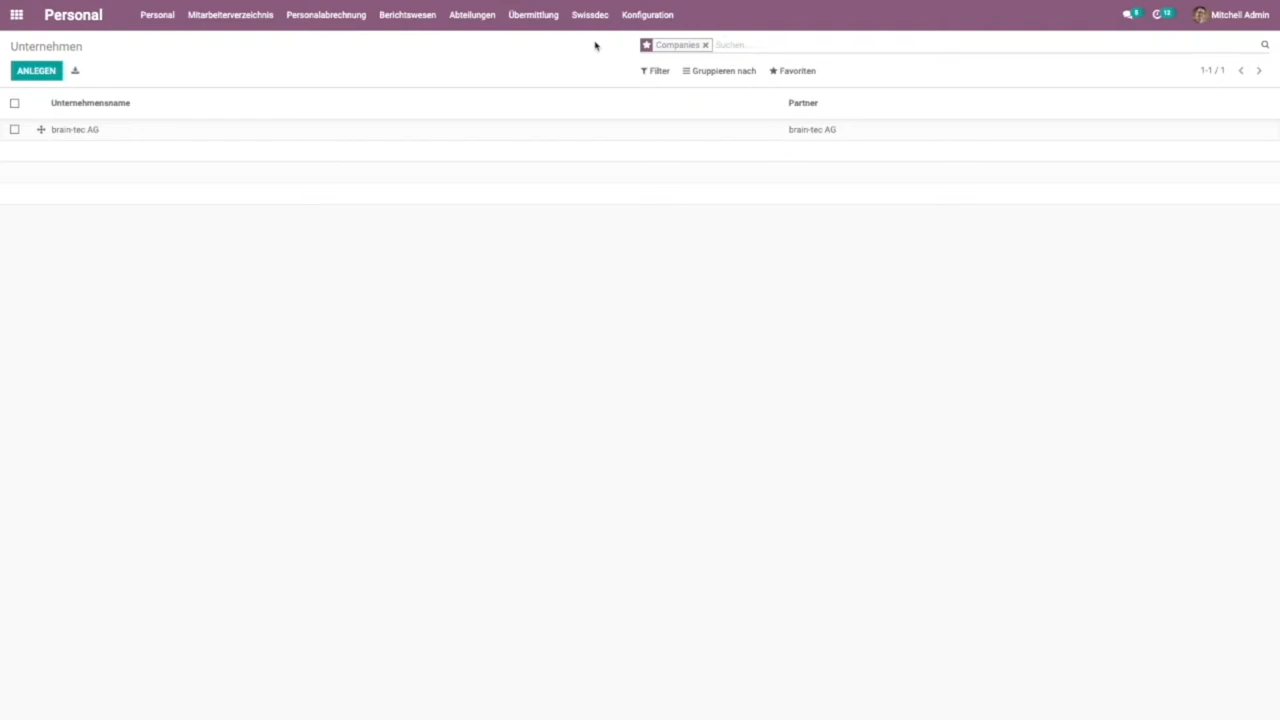 Personal Personal Mitarbeiterverzeichnis Personalabrechnung Berichtswesen Abteilungen Übermittlung Swissdec Konfiguration 5 12 Mitchell Admin
Unternehmen Companies Suchen...
ANLEGEN Filter Gruppieren nach Favoriten 1-1 / 1
Unternehmensname Partner
brain-tec AG brain-tec AG